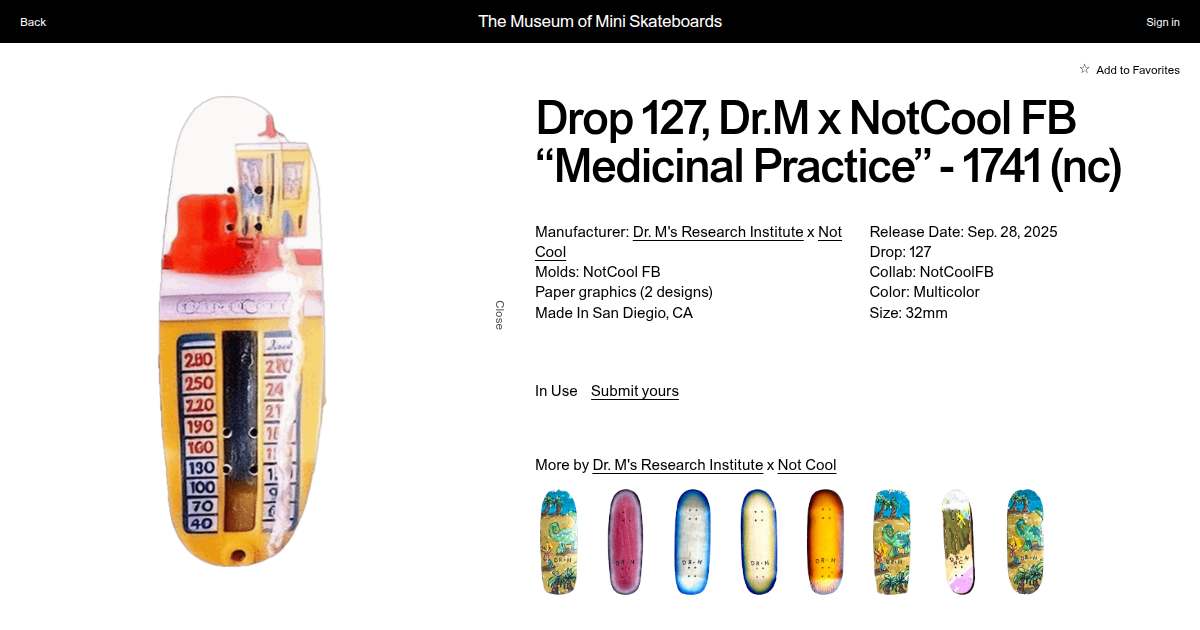 Back
The Museum of Mini Skateboards
Sign in
☆ Add to Favorites
Drop 127, Dr.M x NotCool FB
“Medicinal Practice” - 1741 (nc)
Manufacturer: Dr. M's Research Institute x Not
Cool
Molds: NotCool FB
Paper graphics (2 designs)
Made In San Diegio, CA
Release Date: Sep. 28, 2025
Drop: 127
Collab: NotCoolFB
Color: Multicolor
Size: 32mm
Close
280
250
220
190
160
130
100
70
40
In Use Submit yours
More by Dr. M's Research Institute x Not Cool